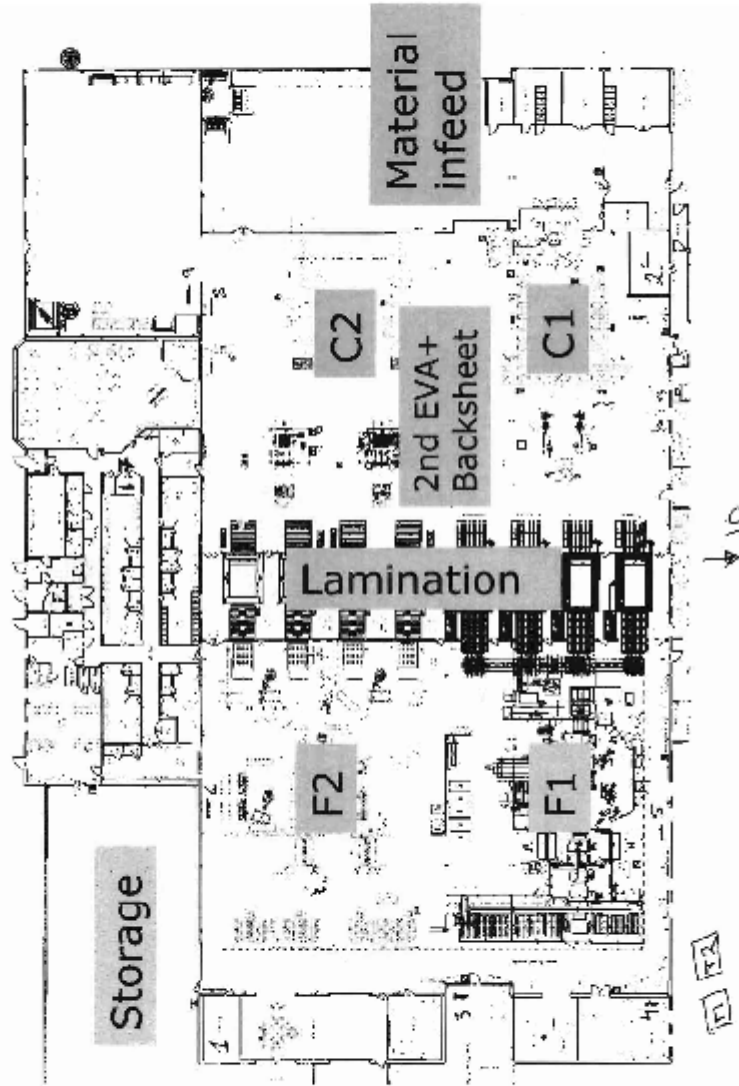 Storage
F2
F1
Lamination
2nd EVA+
Backsheet
C2
C1
Material
infeed